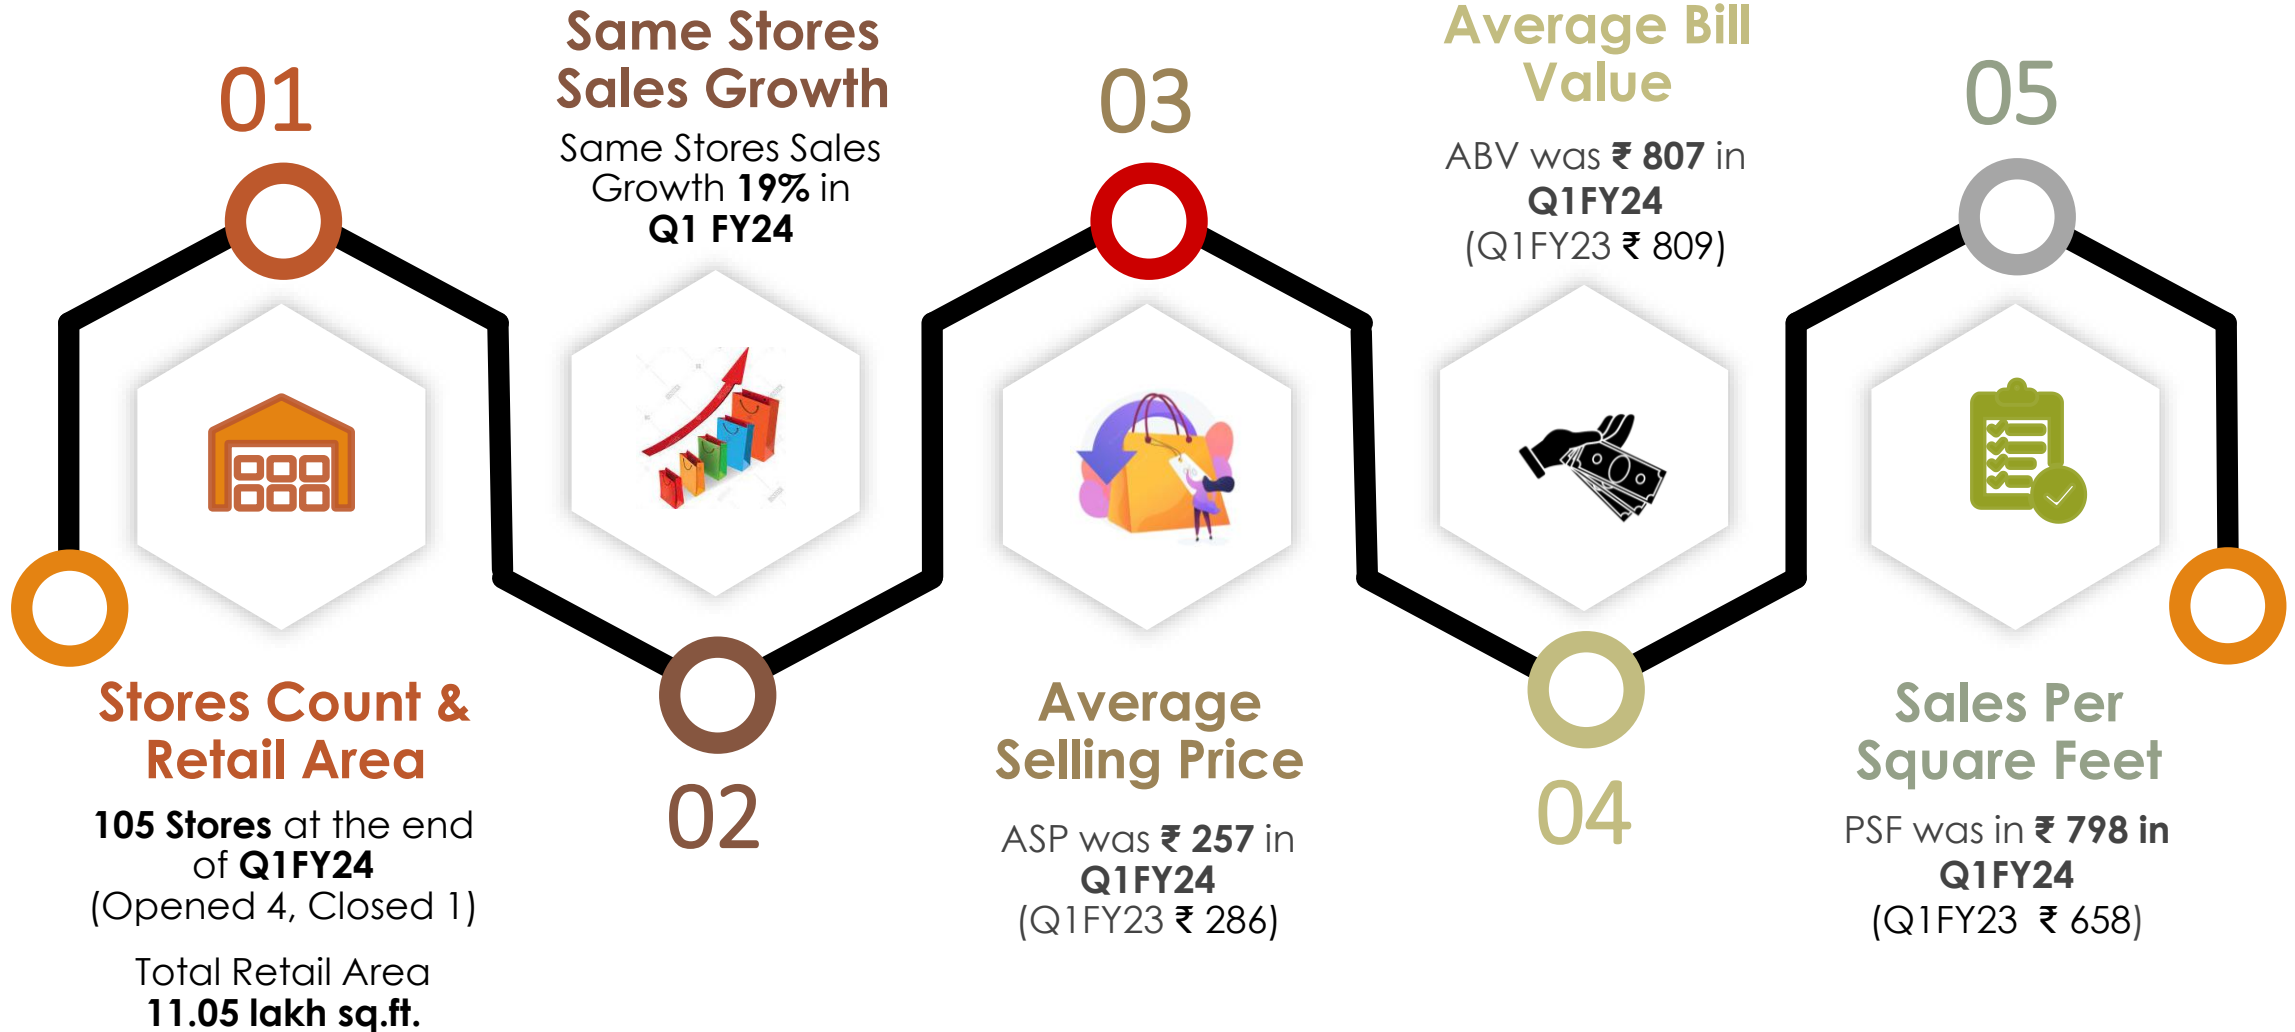 01
Stores Count &
Retail Area
105 Stores at the end
of Q1FY24
(Opened 4, Closed 1)
Total Retail Area
11.05 lakh sq.ft.
Same Stores
Sales Growth
Same Stores Sales
Growth 19% in
Q1 FY24
02
03
Average
Selling Price
ASP was ₹ 257 in
Q1FY24
(Q1FY23 ₹ 286)
Average Bill
Value
ABV was ₹ 807 in
Q1FY24
(Q1FY23 ₹ 809)
04
05
Sales Per
Square Feet
PSF was in ₹ 798 in
Q1FY24
(Q1FY23 ₹ 658)